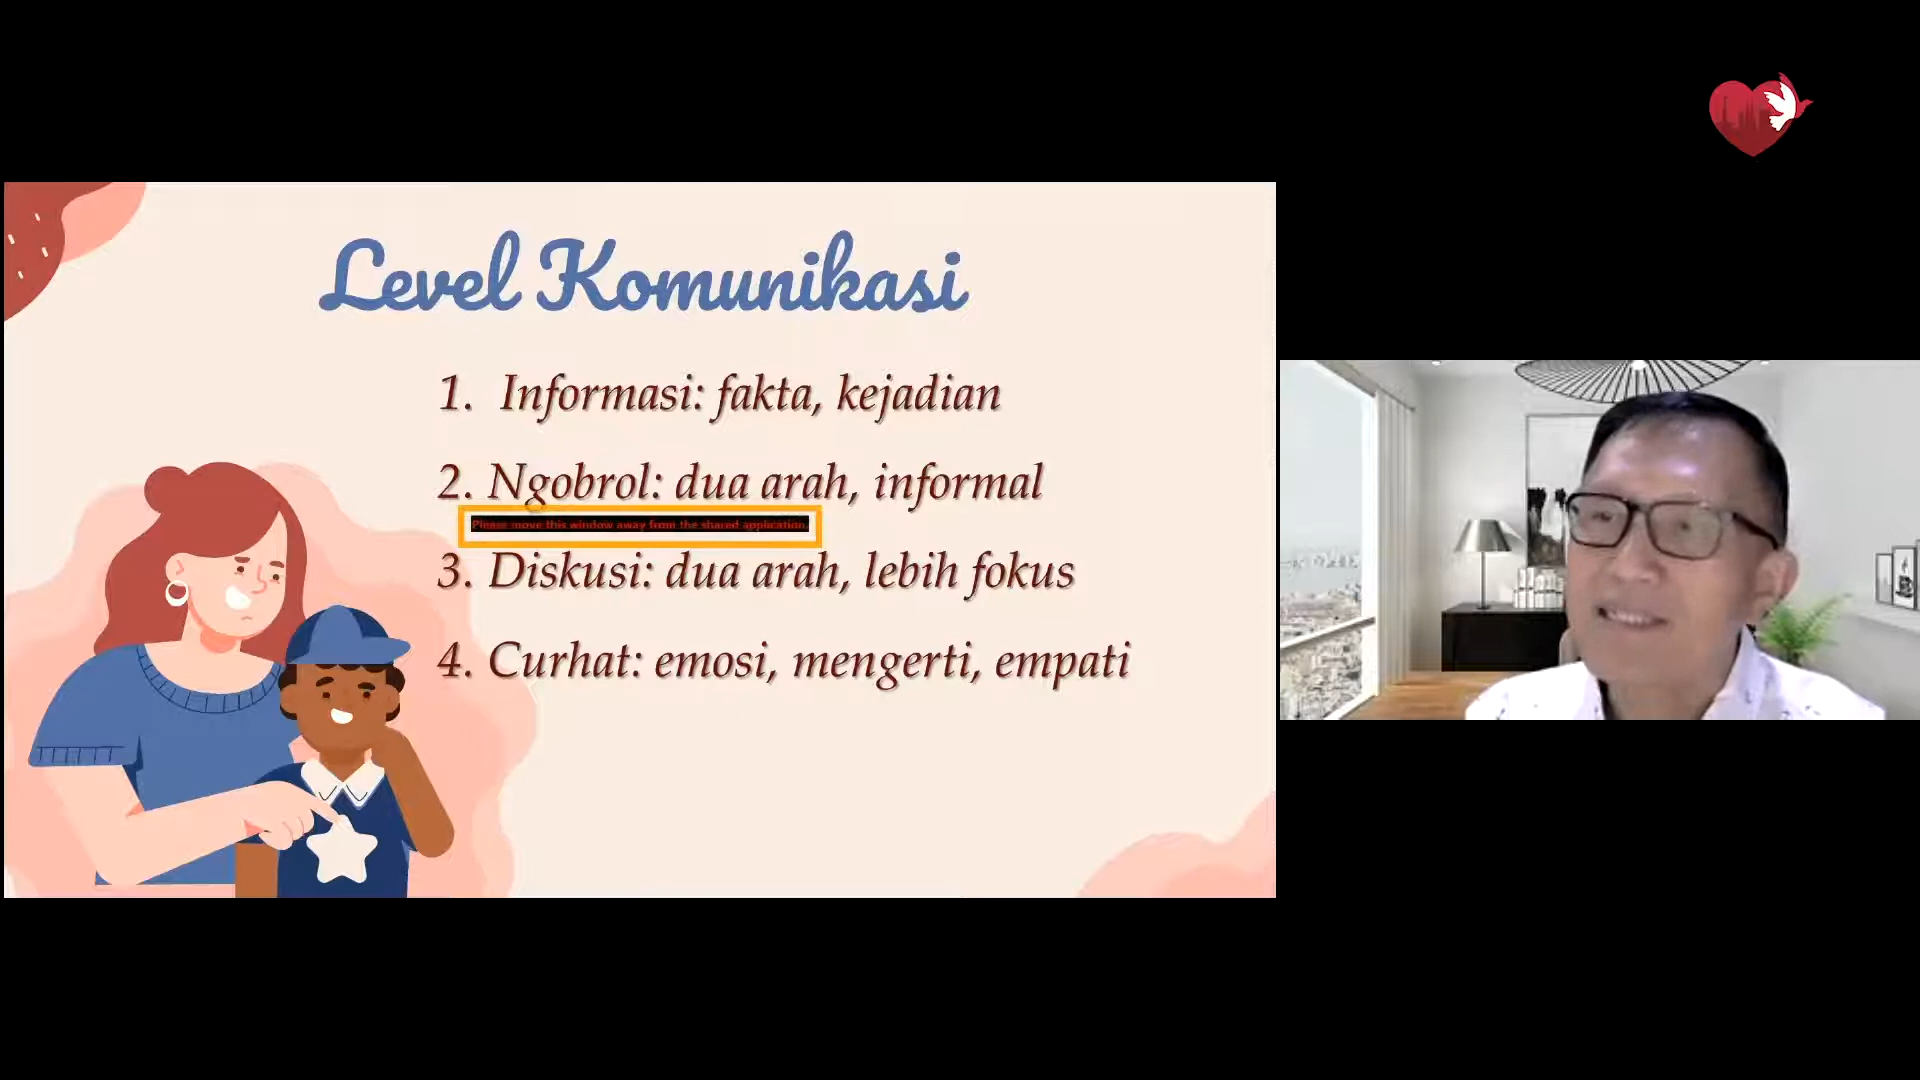 Level Komunikasi
1. Informasi: fakta, kejadian
2. Ngobrol: dua arah, informal
Please move this window away from the shared application.
3. Diskusi: dua arah, lebih fokus
4. Curhat: emosi, mengerti, empati